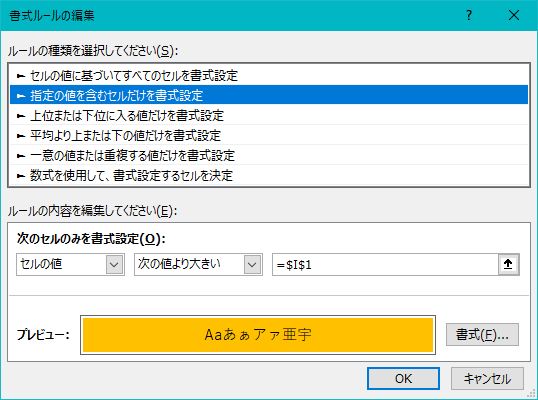 書式ルールの編集
ルールの種類を選択してください(S):
► セルの値に基づいてすべてのセルを書式設定
► 指定の値を含むセルだけを書式設定
► 上位または下位に入る値だけを書式設定
► 平均より上または下の値だけを書式設定
► 一意の値または重複する値だけを書式設定
► 数式を使用して、書式設定するセルを決定
ルールの内容を編集してください(E):
次のセルのみを書式設定(O):
セルの値 次の値より大きい =$I$1
プレビュー: Aaあぁアァ亜宇 書式(F)...
OK キャンセル